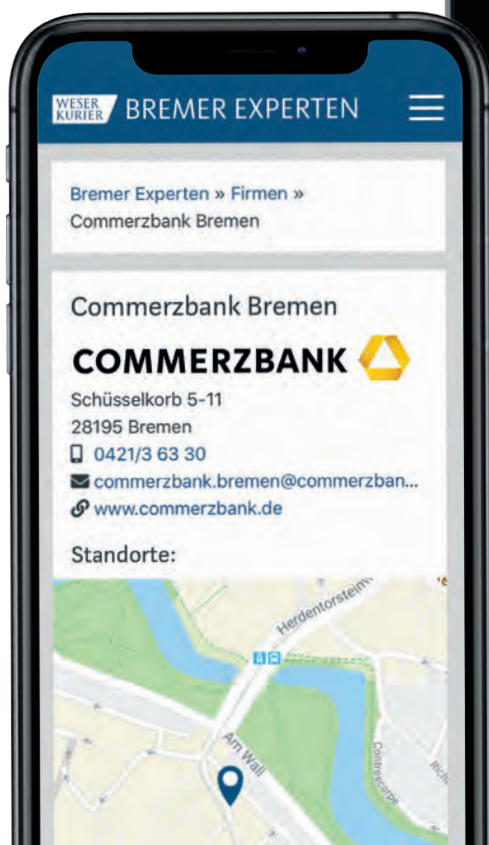 WESER
KURIER
BREMER EXPERTEN
Bremer Experten » Firmen »
Commerzbank Bremen
Commerzbank Bremen
COMMERZBANK
Schüsselkorb 5-11
28195 Bremen
0421/3 63 30
commerzbank.bremen@commerzban...
www.commerzbank.de
Standorte:
Am Wall
Contrescarpe